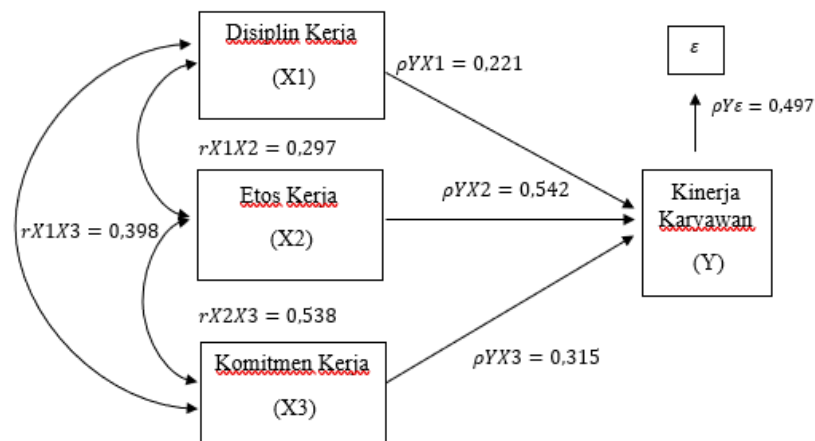 Disiplin Kerja
(X1)
ρYX1 = 0,221
ε
ρYε = 0,497
rX1X2 = 0,297
Etos Kerja
(X2)
ρYX2 = 0,542
Kinerja
Karyawan
(Y)
rX1X3 = 0,398
rX2X3 = 0,538
Komitmen Kerja
(X3)
ρYX3 = 0,315